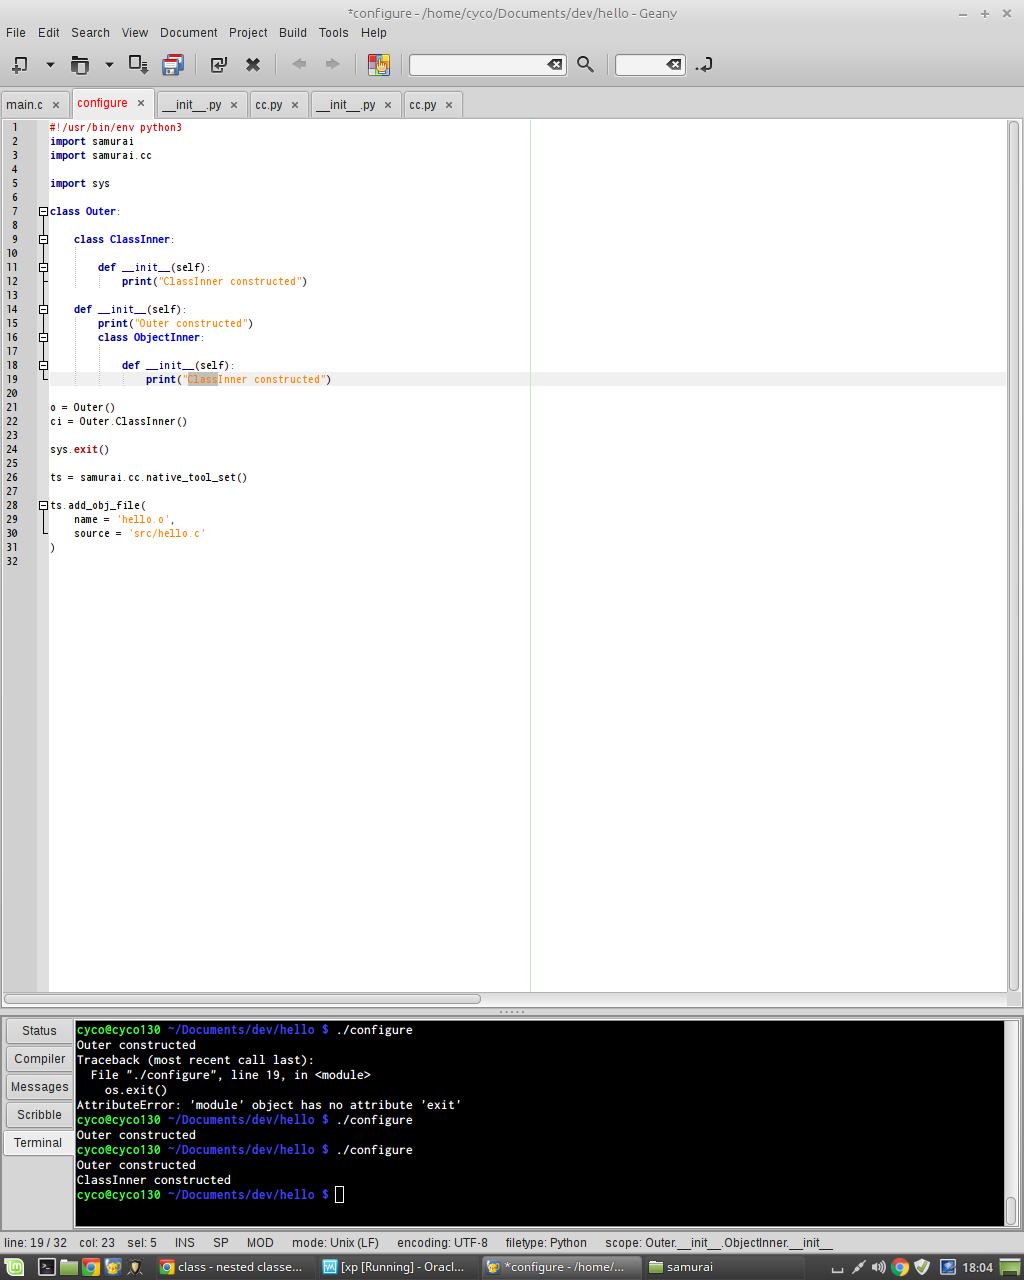 *configure - /home/cyco/Documents/dev/hello - Geany
File Edit Search View Document Project Build Tools Help
main.c configure __init__.py cc.py __init__.py cc.py
1 #!/usr/bin/env python3
2 import samurai
3 import samurai.cc
4
5 import sys
6
7 class Outer:
8
9 class ClassInner:
10
11 def __init__(self):
12 print("ClassInner constructed")
13
14 def __init__(self):
15 print("Outer constructed")
16 class ObjectInner:
17
18 def __init__(self):
19 print("ClassInner constructed")
20
21 o = Outer()
22 ci = Outer.ClassInner()
23
24 sys.exit()
25
26 ts = samurai.cc.native_tool_set()
27
28 ts.add_obj_file(
29 name = 'hello.o',
30 source = 'src/hello.c'
31 )
32
Status
Compiler
Messages
Scribble
Terminal
cyco@cyco130 ~/Documents/dev/hello $ ./configure
Outer constructed
Traceback (most recent call last):
File "./configure", line 19, in <module>
os.exit()
AttributeError: 'module' object has no attribute 'exit'
cyco@cyco130 ~/Documents/dev/hello $ ./configure
Outer constructed
cyco@cyco130 ~/Documents/dev/hello $ ./configure
Outer constructed
ClassInner constructed
cyco@cyco130 ~/Documents/dev/hello $
line: 19 / 32 col: 23 sel: 5 INS SP MOD mode: Unix (LF) encoding: UTF-8 filetype: Python scope: Outer.__init__.ObjectInner.__init__
class - nested classe... [xp [Running] - Oracl... *configure - /home/... samurai 18:04